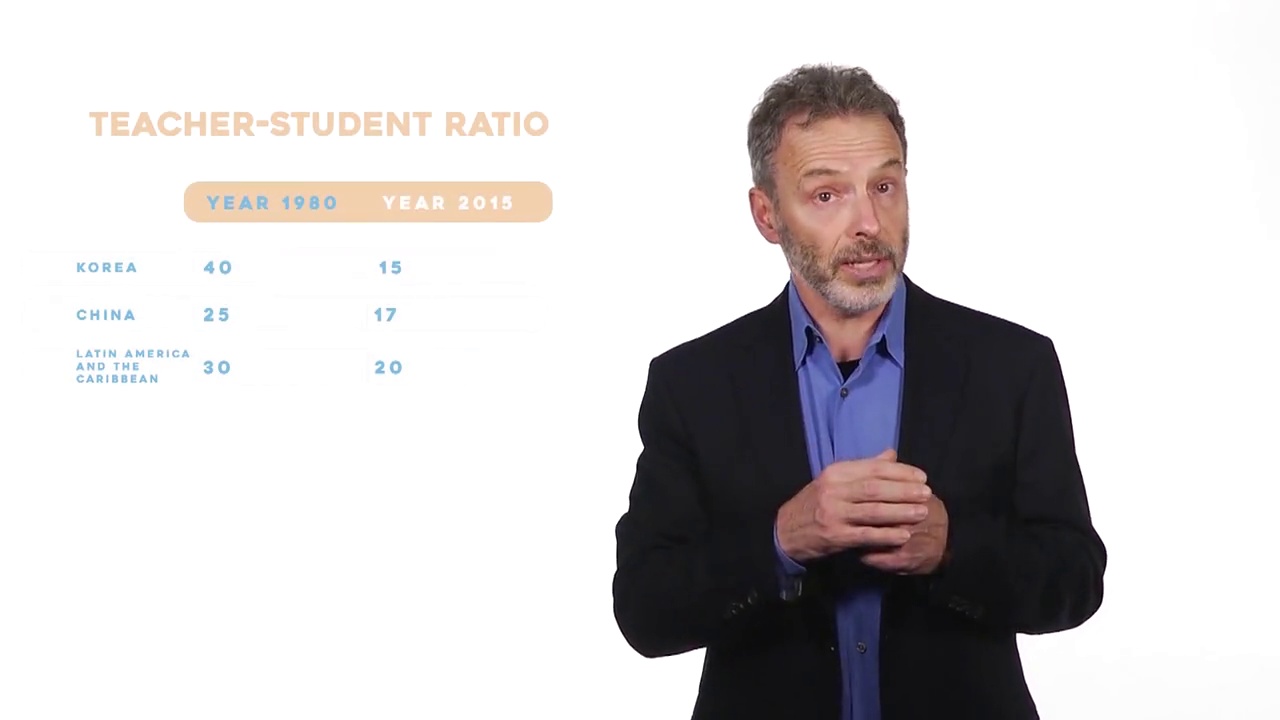 TEACHER-STUDENT RATIO
YEAR 1980 YEAR 2015
KOREA 40 15
CHINA 25 17
LATIN AMERICA
AND THE 30 20
CARIBBEAN